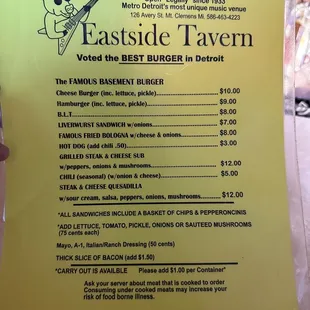 Open Legally since 1933
Metro Detroit's most unique music venue
126 Avery St. Mt. Clemens MI. 586-463-4223
Eastside Tavern
Voted the BEST BURGER in Detroit
The FAMOUS BASEMENT BURGER
Cheese Burger (inc. lettuce, pickle) $10.00
Hamburger (inc. lettuce, pickle) $9.00
B.L.T. $8.00
LIVERWURST SANDWICH w/onions $7.00
FAMOUS FRIED BOLOGNA w/cheese & onions $8.00
HOT DOG (add chili .50) $3.00
GRILLED STEAK & CHEESE SUB
w/peppers, onions & mushrooms $12.00
CHILI (seasonal) (w/onion & cheese) $5.00
STEAK & CHEESE QUESADILLA
w/sour cream, salsa, peppers, onions, mushrooms $12.00
*ALL SANDWICHES INCLUDE A BASKET OF CHIPS & PEPPERONCINIS
*ADD LETTUCE, TOMATO, PICKLE, ONIONS OR SAUTEED MUSHROOMS
(75 cents each)
Mayo, A-1, Italian/Ranch Dressing (50 cents)
THICK SLICE OF BACON (add $1.50)
*CARRY OUT IS AVAILBLE Please add $1.00 per Container*
Ask your server about meat that is cooked to order
Consuming under cooked meats may increase your
risk of food borne illness.